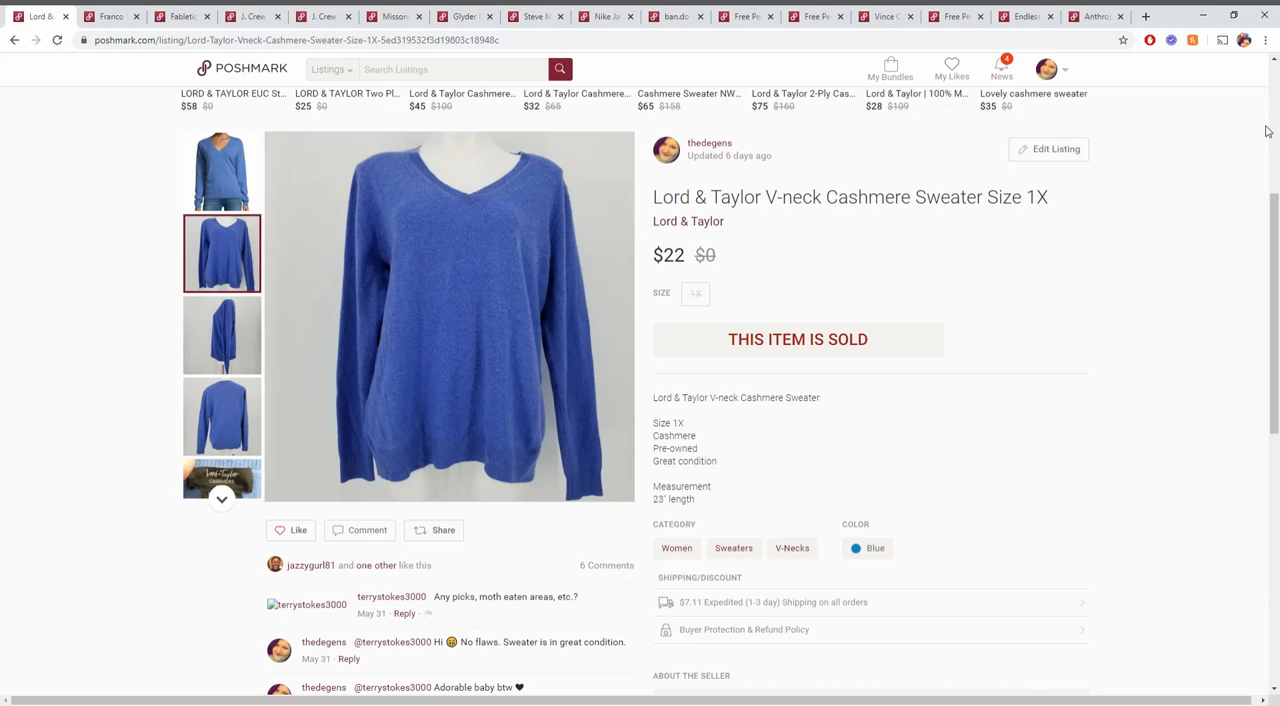 Lord &
Franco
Fabletic
J. Crew
J. Crew
Missoni
Glyder
Steve M
Nike Ja
ban.do
Free Pe
Free Pe
Vince C
Free Pe
Endless
Anthrop
poshmark.com/listing/Lord-Taylor-Vneck-Cashmere-Sweater-Size-1X-5ed319532f3d19803c18948c
POSHMARK
Listings
Search Listings
My Bundles
My Likes
4
News
LORD & TAYLOR EUC St...
LORD & TAYLOR Two Pl...
Lord & Taylor Cashmere...
Lord & Taylor Cashmere...
Cashmere Sweater NW...
Lord & Taylor 2-Ply Cas...
Lord & Taylor | 100% M...
Lovely cashmere sweater
$58 $0
$25 $0
$45 $100
$32 $65
$65 $158
$75 $160
$28 $109
$35 $0
thedegens
Updated 6 days ago
Edit Listing
Lord & Taylor V-neck Cashmere Sweater Size 1X
Lord & Taylor
$22 $0
SIZE 1X
THIS ITEM IS SOLD
Lord & Taylor V-neck Cashmere Sweater
Size 1X
Cashmere
Pre-owned
Great condition
Measurement
23" length
CATEGORY
Women Sweaters V-Necks
COLOR
Blue
SHIPPING/DISCOUNT
$7.11 Expedited (1-3 day) Shipping on all orders
Buyer Protection & Refund Policy
ABOUT THE SELLER
Lord & Taylor
CASHMERE
Like
Comment
Share
jazzygurl81 and one other like this
6 Comments
terrystokes3000
terrystokes3000 Any picks, moth eaten areas, etc.?
May 31 · Reply
thedegens @terrystokes3000 Hi 😁 No flaws. Sweater is in great condition.
May 31 · Reply
thedegens @terrystokes3000 Adorable baby btw ♥